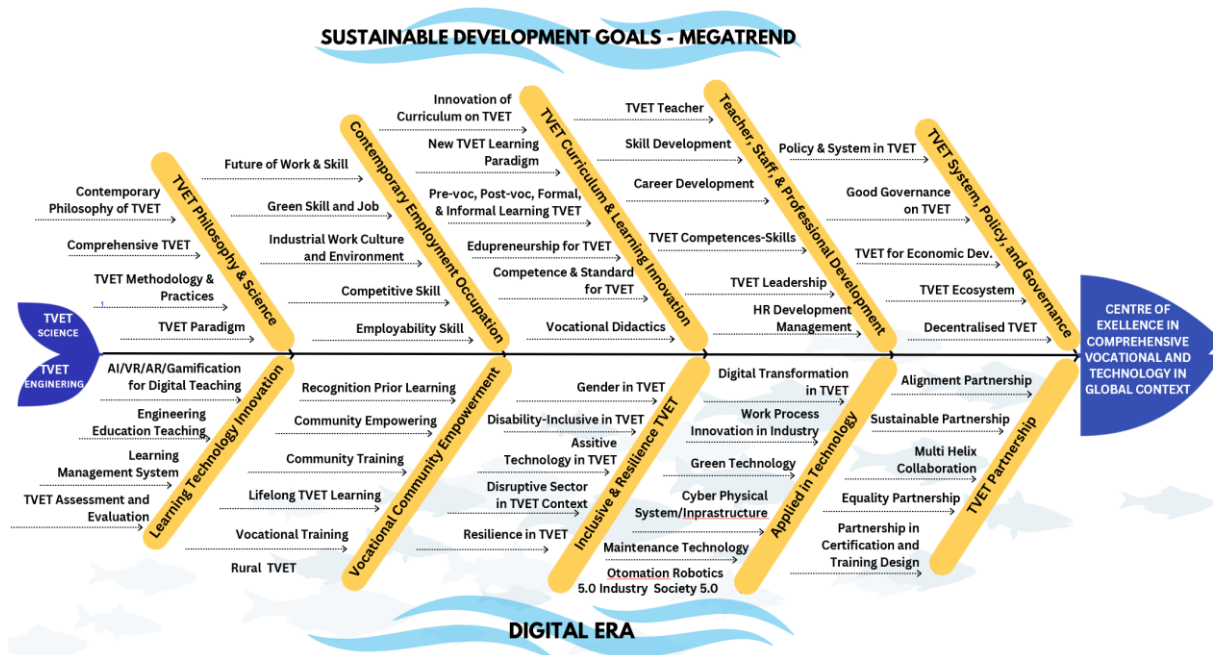 SUSTAINABLE DEVELOPMENT GOALS - MEGATREND
TVET Philosophy & Science
Contemporary
Philosophy of TVET
Comprehensive TVET
TVET Methodology &
Practices
TVET Paradigm
Contemporary Employment Occupation
Future of Work & Skill
Green Skill and Job
Industrial Work Culture
and Environment
Competitive Skill
Employability Skill
TVET Curriculum & Learning Innovation
Innovation of
Curriculum on TVET
New TVET Learning
Paradigm
Pre-voc, Post-voc, Formal,
& Informal Learning TVET
Edupreneurship for TVET
Competence & Standard
for TVET
Vocational Didactics
Teacher, Staff, & Professional Development
TVET Teacher
Skill Development
Career Development
TVET Competences-Skills
TVET Leadership
HR Development
Management
TVET System, Policy, and Governance
Policy & System in TVET
Good Governance
on TVET
TVET for Economic Dev.
TVET Ecosystem
Decentralised TVET
TVET
SCIENCE
TVET
ENGINERING
CENTRE OF
EXELLENCE IN
COMPREHENSIVE
VOCATIONAL AND
TECHNOLOGY IN
GLOBAL CONTEXT
Learning Technology Innovation
AI/VR/AR/Gamification
for Digital Teaching
Engineering
Education Teaching
Learning
Management System
TVET Assessment and
Evaluation
Vocational Community Empowerment
Recognition Prior Learning
Community Empowering
Community Training
Lifelong TVET Learning
Vocational Training
Rural TVET
Inclusive & Resilience TVET
Gender in TVET
Disability-Inclusive in TVET
Assitive
Technology in TVET
Disruptive Sector
in TVET Context
Resilience in TVET
Applied in Technology
Digital Transformation
in TVET
Work Process
Innovation in Industry
Green Technology
Cyber Physical
System/Inprastructure
Maintenance Technology
Otomation Robotics
5.0 Industry Society 5.0
TVET Partnership
Alignment Partnership
Sustainable Partnership
Multi Helix
Collaboration
Equality Partnership
Partnership in
Certification and
Training Design
DIGITAL ERA